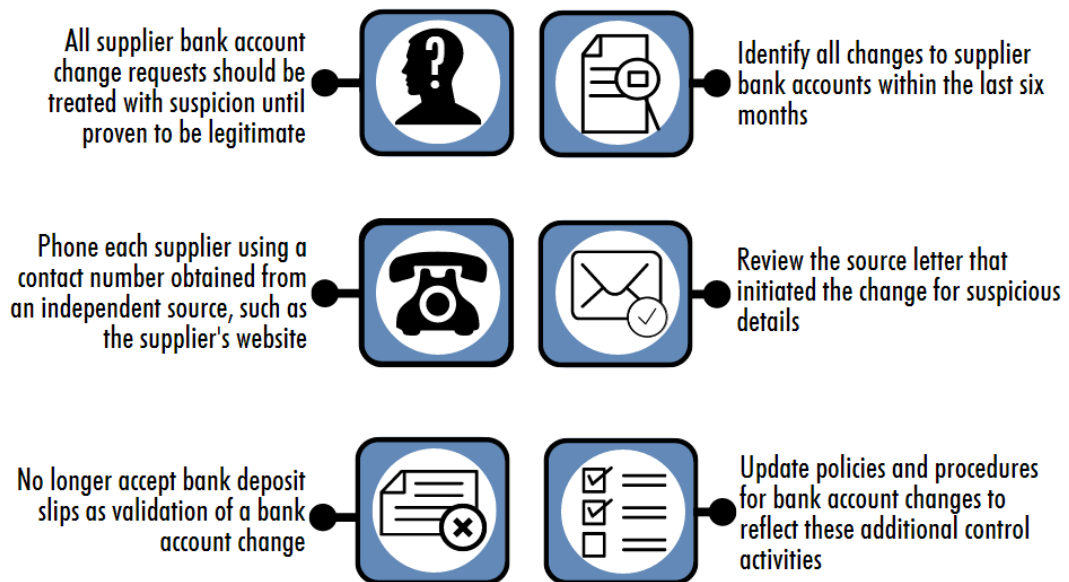 All supplier bank account
change requests should be
treated with suspicion until
proven to be legitimate
Identify all changes to supplier
bank accounts within the last six
months
Phone each supplier using a
contact number obtained from
an independent source, such as
the supplier's website
Review the source letter that
initiated the change for suspicious
details
No longer accept bank deposit
slips as validation of a bank
account change
Update policies and procedures
for bank account changes to
reflect these additional control
activities